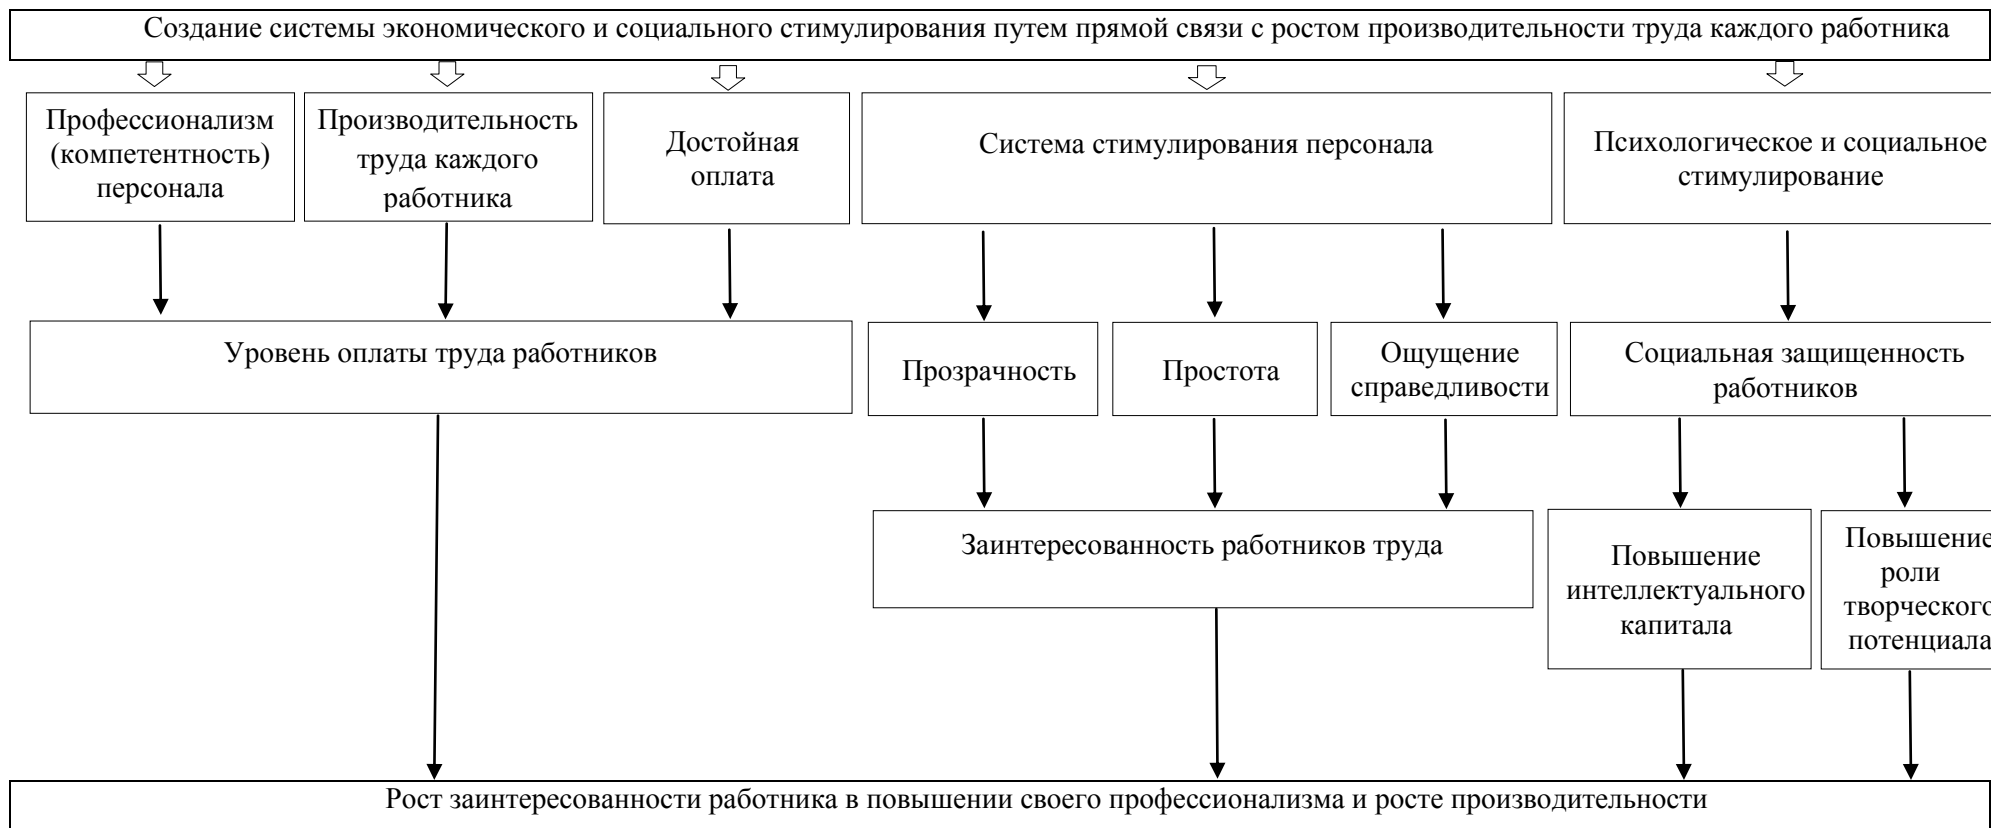 Создание системы экономического и социального стимулирования путем прямой связи с ростом производительности труда каждого работника
Профессионализм
(компетентность)
персонала
Производительность
труда каждого
работника
Достойная
оплата
Система стимулирования персонала
Психологическое и социальное
стимулирование
Уровень оплаты труда работников
Прозрачность
Простота
Ощущение
справедливости
Социальная защищенность
работников
Заинтересованность работников труда
Повышение
интеллектуального
капитала
Повышение
роли
творческого
потенциала
Рост заинтересованности работника в повышении своего профессионализма и росте производительности